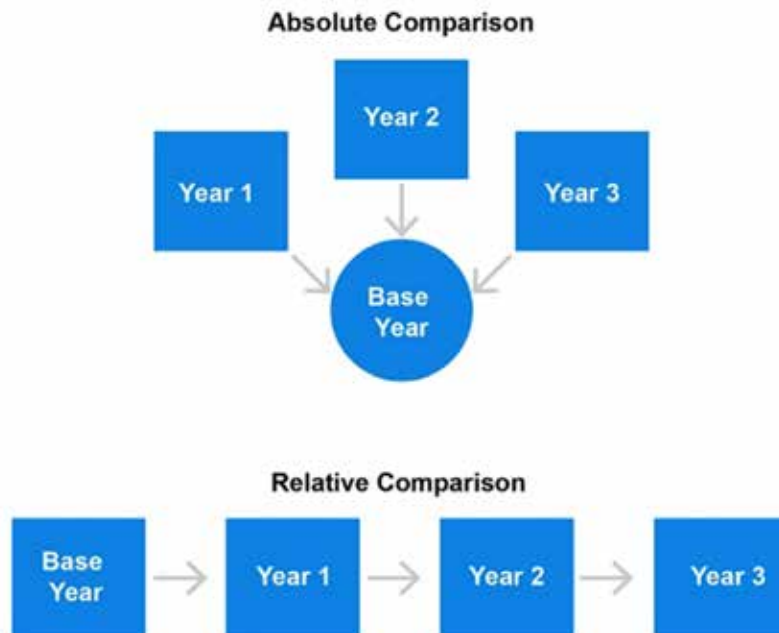 Absolute Comparison
Year 2
Year 1
Year 3
Base
Year
Relative Comparison
Base
Year
Year 1
Year 2
Year 3